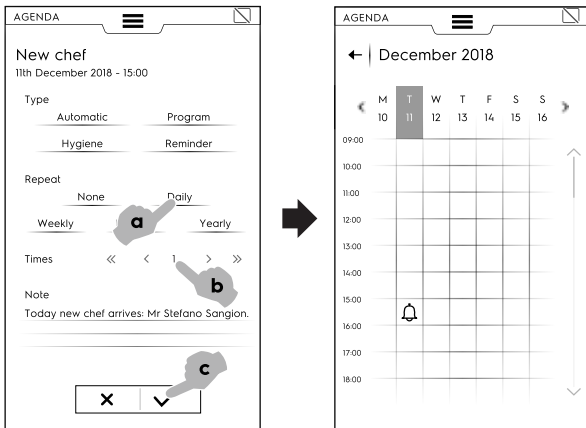 AGENDA
New chef
11th December 2018 - 15:00
Type
Automatic Program
Hygiene Reminder
Repeat
None Daily
Weekly Yearly
a
Times « < 1 > »
b
Note
Today new chef arrives: Mr Stefano Sangion.
c
AGENDA
December 2018
M T W T F S S
10 11 12 13 14 15 16
09:00
10:00
11:00
12:00
13:00
14:00
15:00
16:00
17:00
18:00